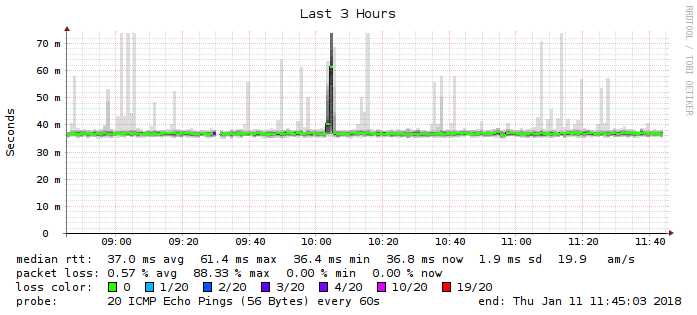 Last 3 Hours
RRDTOOL / TOBI OETIKER
Seconds
70 m
60 m
50 m
40 m
30 m
20 m
10 m
0
09:00 09:20 09:40 10:00 10:20 10:40 11:00 11:20 11:40
median rtt: 37.0 ms avg 61.4 ms max 36.4 ms min 36.8 ms now 1.9 ms sd 19.9 am/s
packet loss: 0.57 % avg 88.33 % max 0.00 % min 0.00 % now
loss color: 0 1/20 2/20 3/20 4/20 10/20 19/20
probe: 20 ICMP Echo Pings (56 Bytes) every 60s end: Thu Jan 11 11:45:03 2018